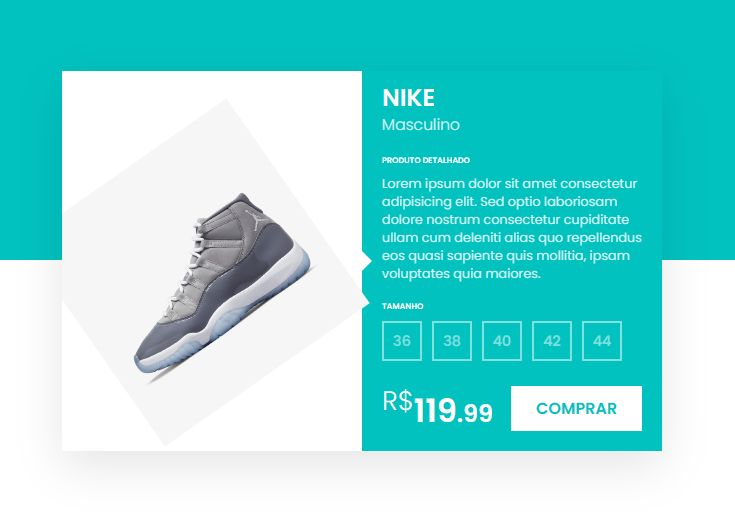 NIKE
Masculino
PRODUTO DETALHADO
Lorem ipsum dolor sit amet consectetur
adipisicing elit. Sed optio laboriosam
dolore nostrum consectetur cupiditate
ullam cum deleniti alias quo repellendus
eos quasi sapiente quis mollitia, ipsam
voluptates quia maiores.
TAMANHO
36 38 40 42 44
R$119.99 COMPRAR